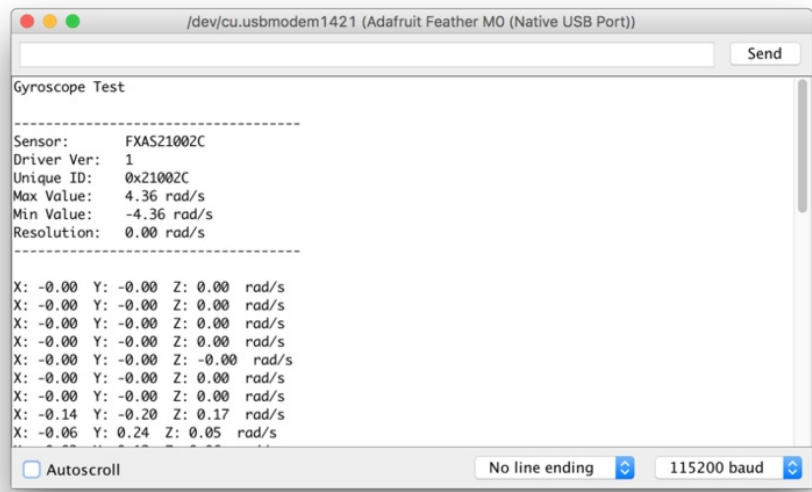 /dev/cu.usbmodem1421 (Adafruit Feather M0 (Native USB Port))
Send
Gyroscope Test
------------------------------------
Sensor: FXAS21002C
Driver Ver: 1
Unique ID: 0x21002C
Max Value: 4.36 rad/s
Min Value: -4.36 rad/s
Resolution: 0.00 rad/s
------------------------------------
X: -0.00 Y: -0.00 Z: 0.00 rad/s
X: -0.00 Y: -0.00 Z: 0.00 rad/s
X: -0.00 Y: -0.00 Z: 0.00 rad/s
X: -0.00 Y: -0.00 Z: 0.00 rad/s
X: -0.00 Y: -0.00 Z: -0.00 rad/s
X: -0.00 Y: -0.00 Z: 0.00 rad/s
X: -0.00 Y: -0.00 Z: 0.00 rad/s
X: -0.14 Y: -0.20 Z: 0.17 rad/s
X: -0.06 Y: 0.24 Z: 0.05 rad/s
Autoscroll
No line ending
115200 baud